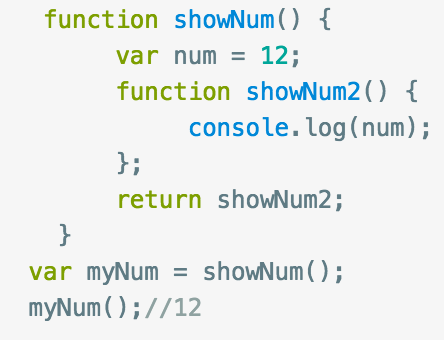 function showNum() {
var num = 12;
function showNum2() {
console.log(num);
};
return showNum2;
}
var myNum = showNum();
myNum();//12